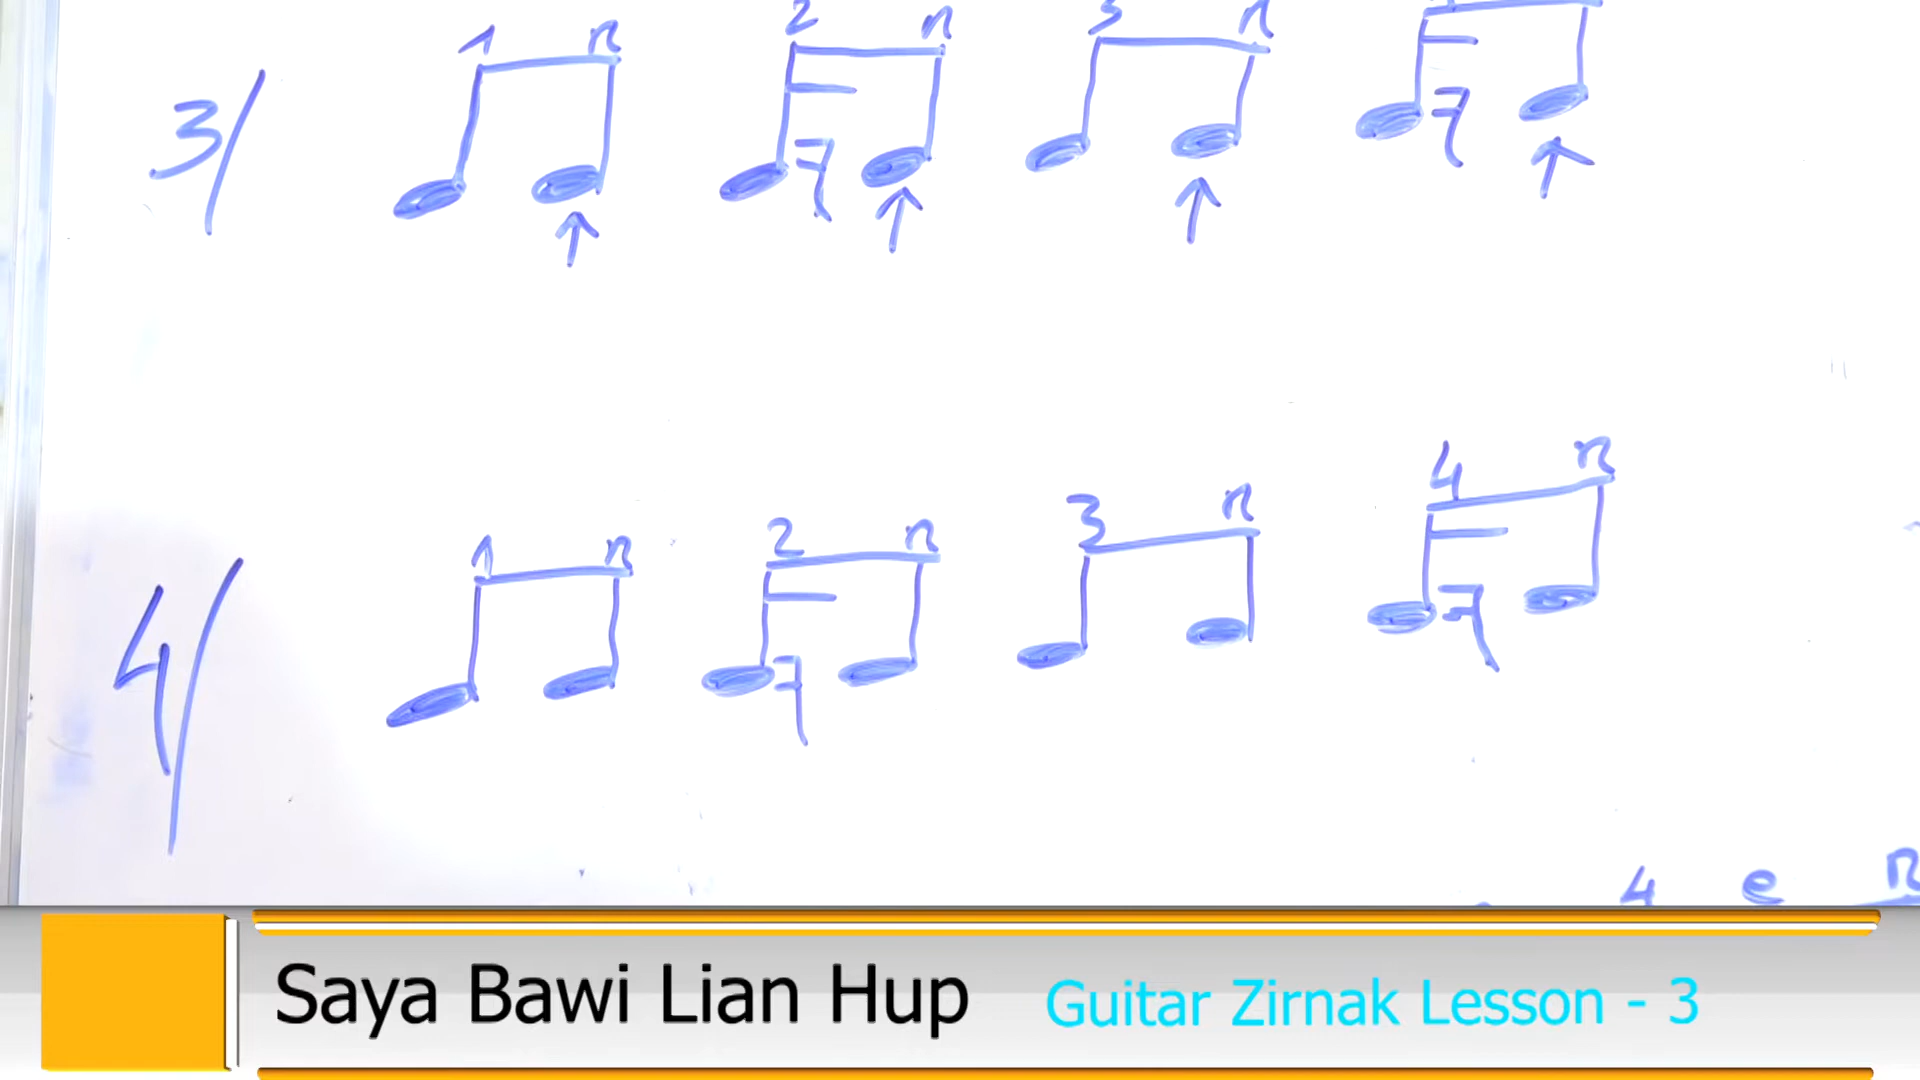 1 n 2 n 3 n
3/
1 n 2 n 3 n 4 n
4/
4 e n
Saya Bawi Lian Hup Guitar Zirnak Lesson - 3